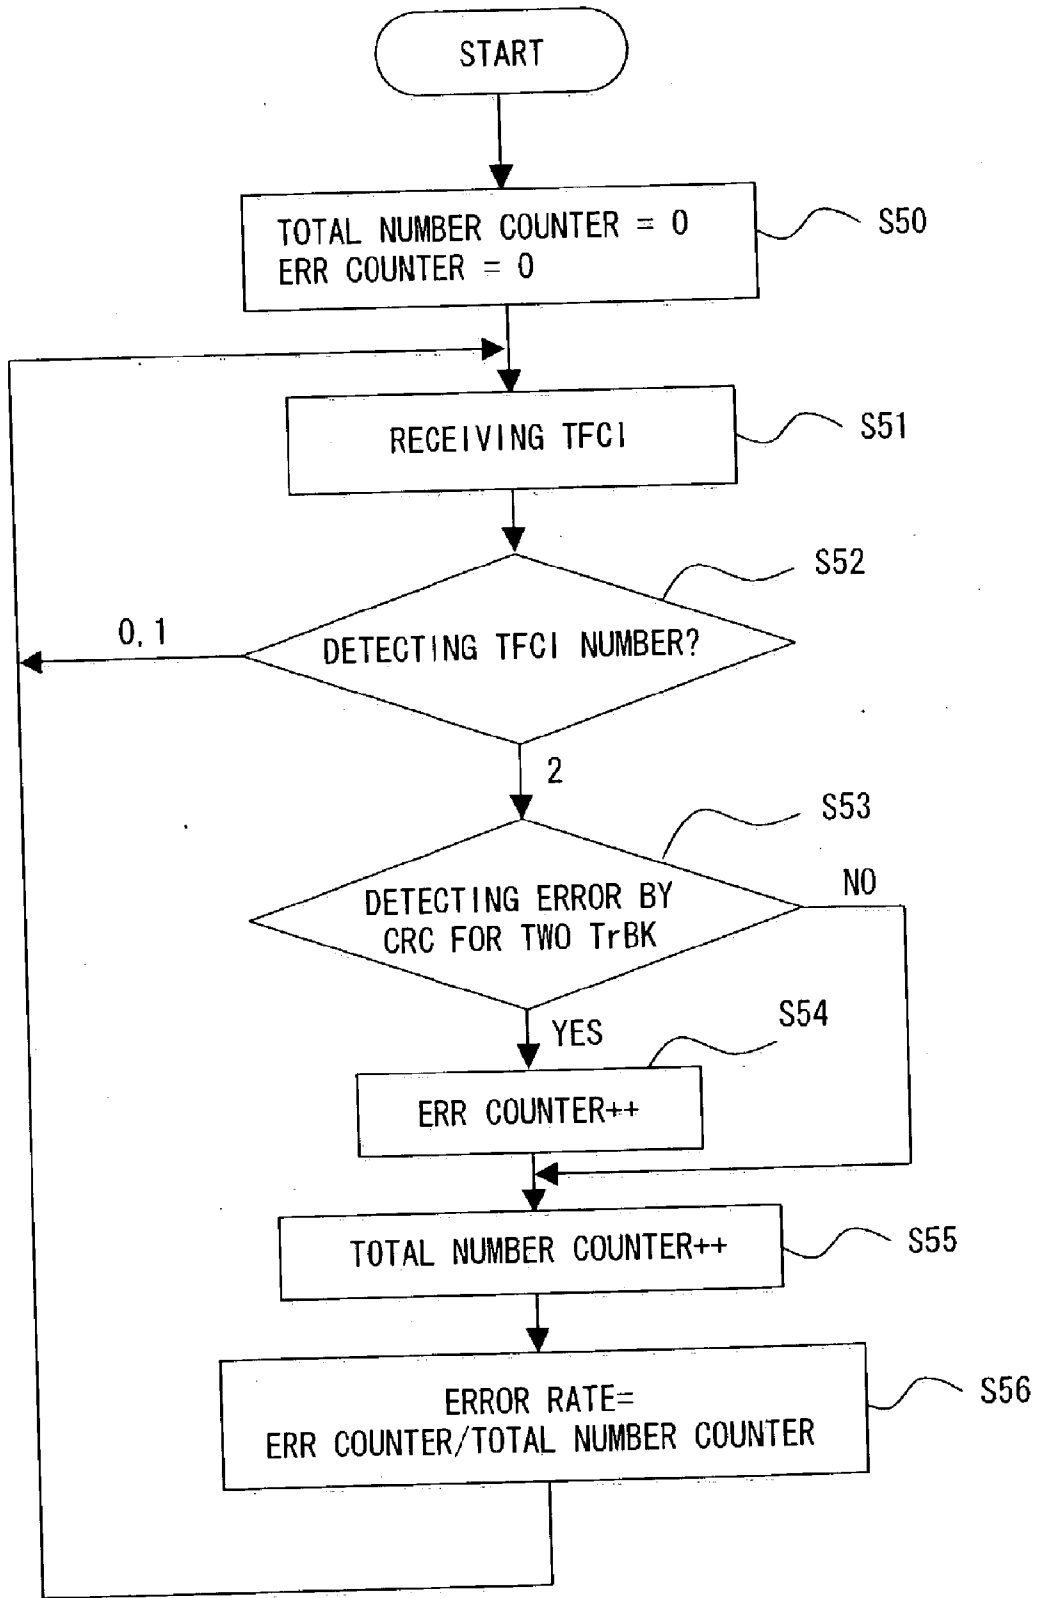 START
TOTAL NUMBER COUNTER = 0
ERR COUNTER = 0
S50
RECEIVING TFCI
S51
S52
DETECTING TFCI NUMBER?
0, 1
2
S53
DETECTING ERROR BY
CRC FOR TWO TrBK
NO
YES
S54
ERR COUNTER++
TOTAL NUMBER COUNTER++
S55
ERROR RATE=
ERR COUNTER/TOTAL NUMBER COUNTER
S56